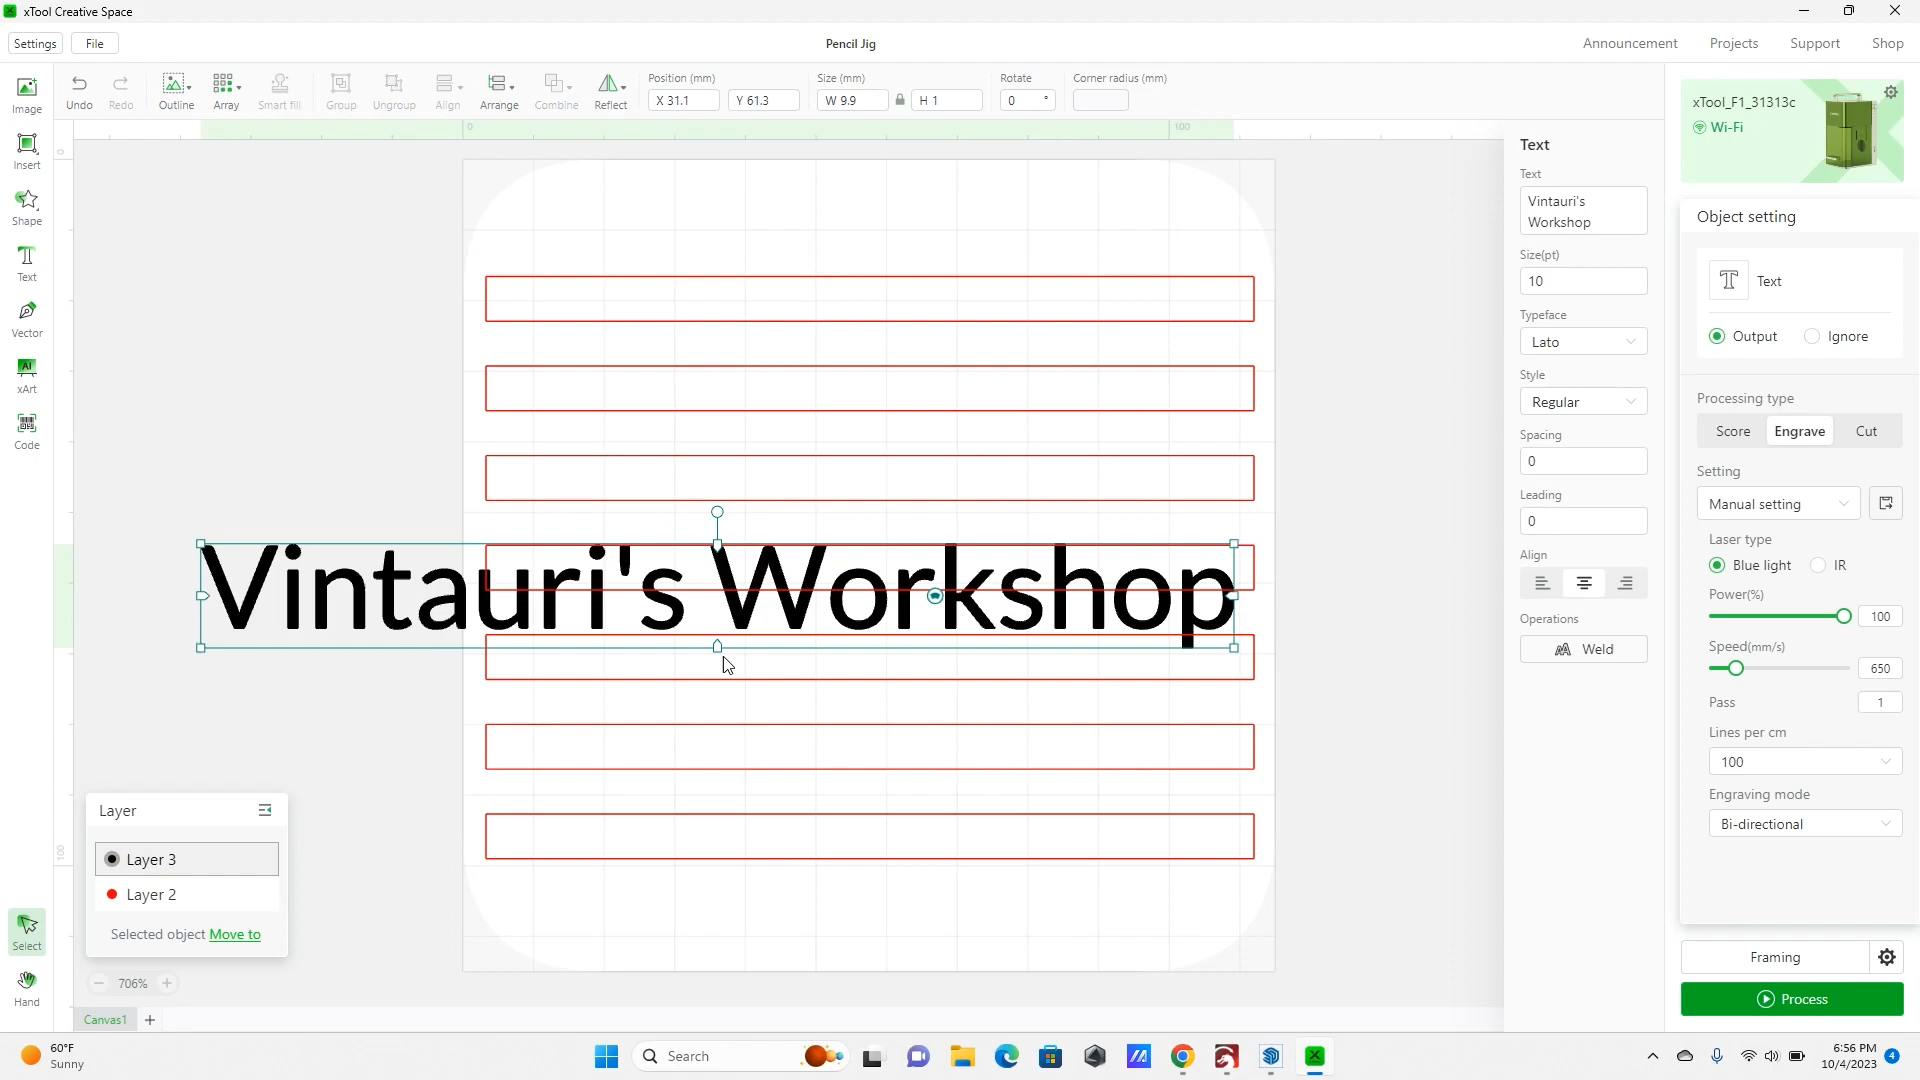 xTool Creative Space
Settings
File
Pencil Jig
Announcement
Projects
Support
Shop
Image
Insert
Shape
Text
Vector
AI
xArt
Code
Select
Hand
Undo
Redo
Outline
Array
Smart fill
Group
Ungroup
Align
Arrange
Combine
Reflect
Position (mm)
X 31.1
Y 61.3
Size (mm)
W 9.9
H 1
Rotate
0 °
Corner radius (mm)
0
100
0
100
Vintauri's Workshop
Layer
Layer 3
Layer 2
Selected object Move to
706%
Canvas1
Text
Text
Vintauri's
Workshop
Size(pt)
10
Typeface
Lato
Style
Regular
Spacing
0
Leading
0
Align
Operations
Weld
xTool_F1_31313c
Wi-Fi
Object setting
Text
Output
Ignore
Processing type
Score
Engrave
Cut
Setting
Manual setting
Laser type
Blue light
IR
Power(%)
100
Speed(mm/s)
650
Pass
1
Lines per cm
100
Engraving mode
Bi-directional
Framing
Process
60°F
Sunny
Search
6:56 PM
10/4/2023
4